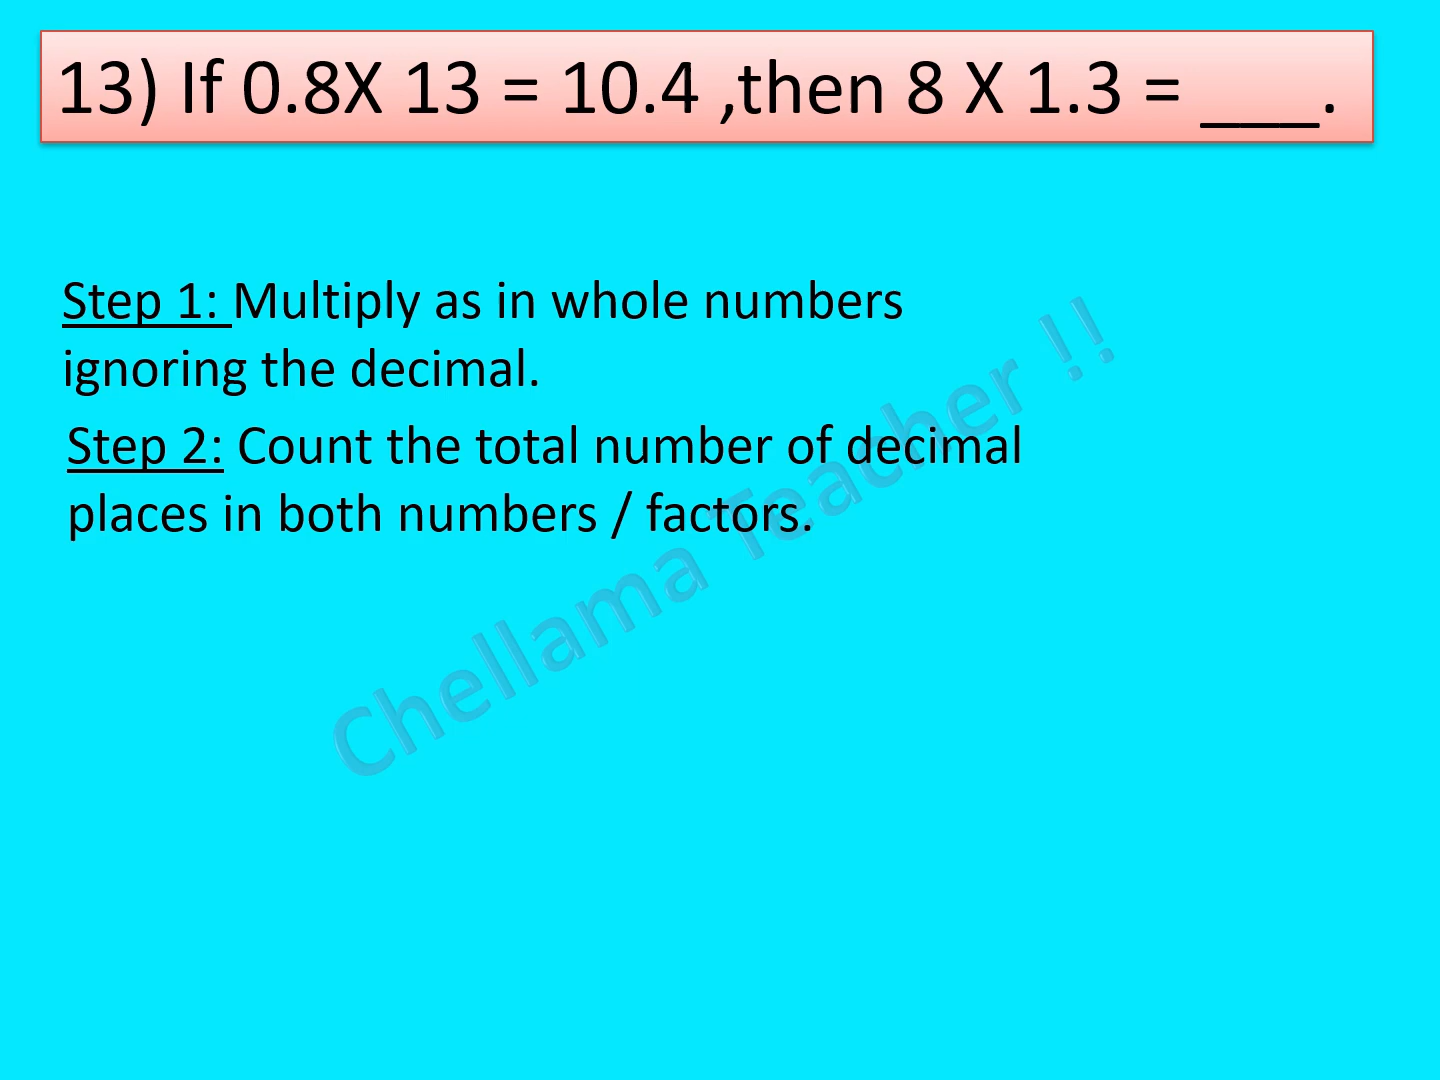 13) If 0.8X 13 = 10.4 ,then 8 X 1.3 = ___.
Step 1: Multiply as in whole numbers
ignoring the decimal.
Step 2: Count the total number of decimal
places in both numbers / factors.
Chellama Teacher !!